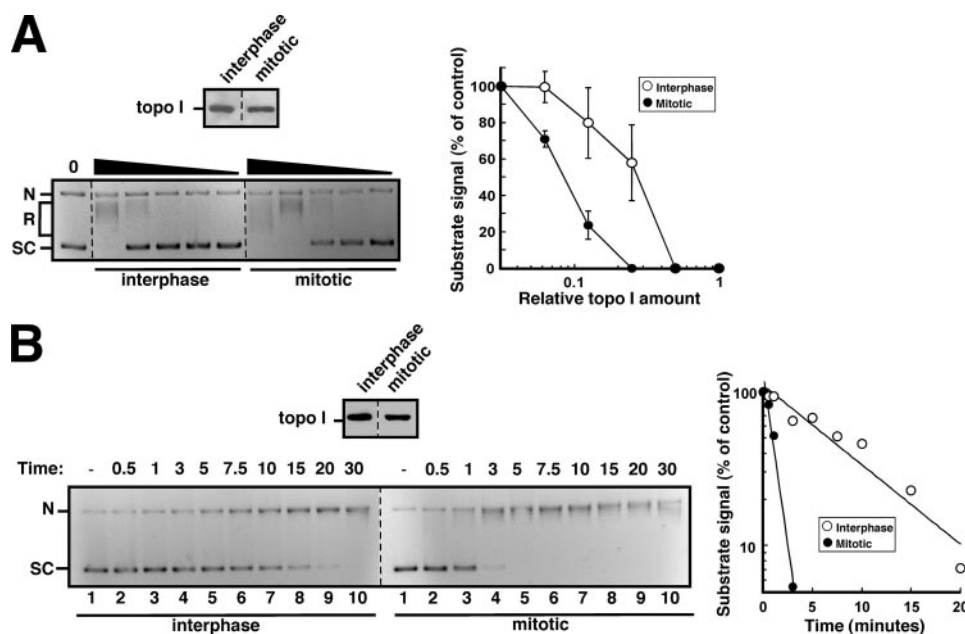 A
interphase
mitotic
topo I
0
N
R
SC
interphase
mitotic
Substrate signal (% of control)
100
80
60
40
20
0
0.1
1
Relative topo I amount
Interphase
Mitotic
B
interphase
mitotic
topo I
Time: - 0.5 1 3 5 7.5 10 15 20 30 - 0.5 1 3 5 7.5 10 15 20 30
N
SC
1 2 3 4 5 6 7 8 9 10 1 2 3 4 5 6 7 8 9 10
interphase
mitotic
Substrate signal (% of control)
100
10
Interphase
Mitotic
0 5 10 15 20
Time (minutes)